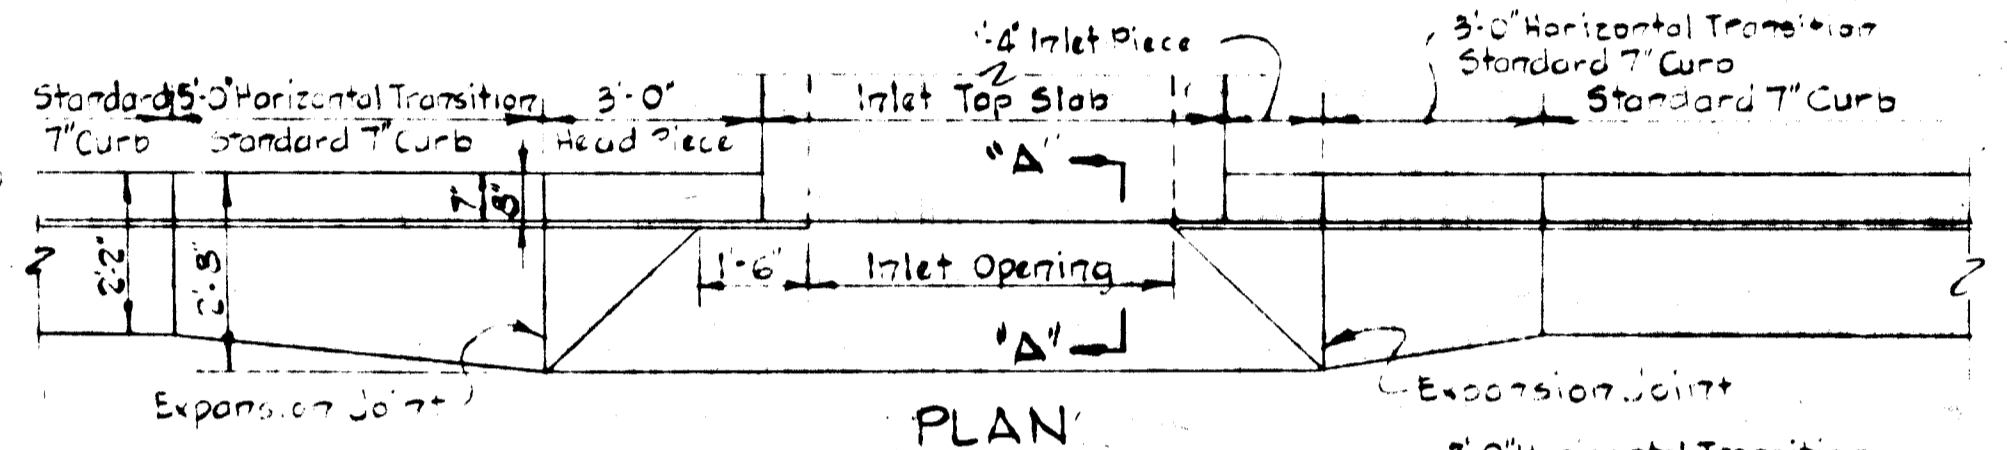 Standard
7" Curb
5'-0" Horizontal Transition
Standard 7" Curb
3'-0"
Head Piece
Inlet Top Slab
1'-4" Inlet Piece
3'-0" Horizontal Transition
Standard 7" Curb
Standard 7" Curb
"A"
7"
8"
2'-2"
2'-8"
1'-6"
Inlet Opening
"A"
Expansion Joint
Expansion Joint
PLAN